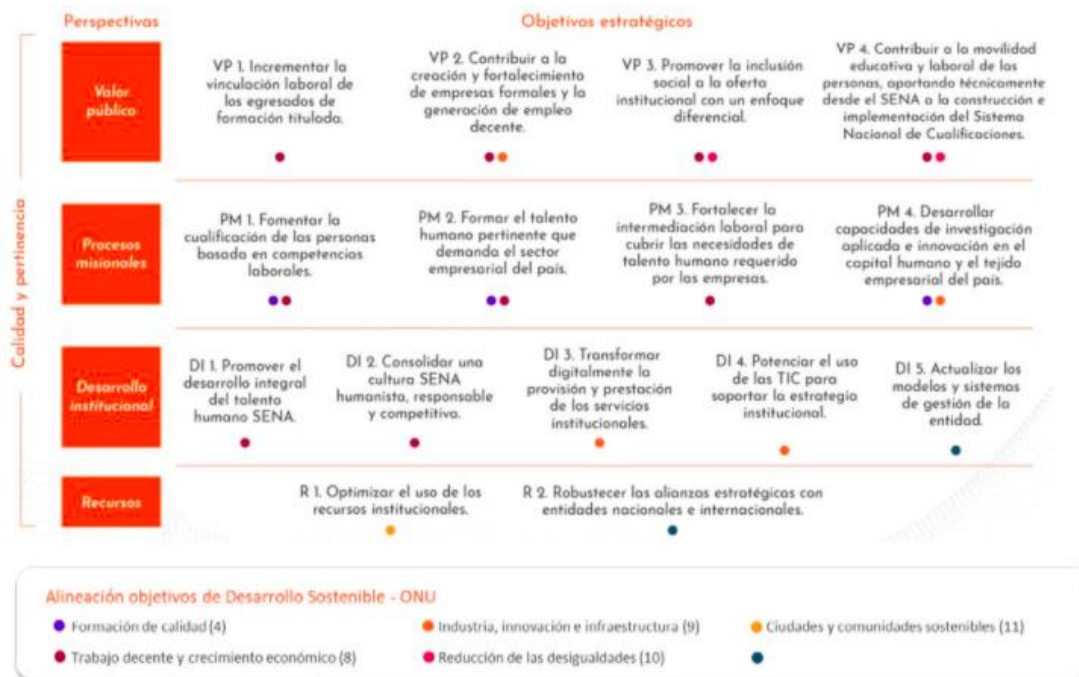 Perspectivas
Objetivos estratégicos
Calidad y pertinencia
Valor
público
VP 1. Incrementar la
vinculación laboral de
los egresados de
formación titulada.
VP 2. Contribuir a la
creación y fortalecimiento
de empresas formales y la
generación de empleo
decente.
VP 3. Promover la inclusión
social a la oferta
institucional con un enfoque
diferencial.
VP 4. Contribuir a la movilidad
educativa y laboral de las
personas, aportando técnicamente
desde el SENA a la construcción e
implementación del Sistema
Nacional de Cualificaciones.
Procesos
misionales
PM 1. Fomentar la
cualificación de las personas
basada en competencias
laborales.
PM 2. Formar el talento
humano pertinente que
demanda el sector
empresarial del país.
PM 3. Fortalecer la
intermediación laboral para
cubrir las necesidades de
talento humano requerido
por las empresas.
PM 4. Desarrollar
capacidades de investigación
aplicada e innovación en el
capital humano y el tejido
empresarial del país.
Desarrollo
institucional
DI 1. Promover el
desarrollo integral
del talento
humano SENA.
DI 2. Consolidar una
cultura SENA
humanista, responsable
y competitiva.
DI 3. Transformar
digitalmente la
provisión y prestación
de los servicios
institucionales.
DI 4. Potenciar el uso
de las TIC para
soportar la estrategia
institucional.
DI 5. Actualizar los
modelos y sistemas
de gestión de la
entidad.
Recursos
R 1. Optimizar el uso de los
recursos institucionales.
R 2. Robustecer las alianzas estratégicas con
entidades nacionales e internacionales.
Alineación objetivos de Desarrollo Sostenible - ONU
Formación de calidad (4)
Industria, innovación e infraestructura (9)
Ciudades y comunidades sostenibles (11)
Trabajo decente y crecimiento económico (8)
Reducción de las desigualdades (10)